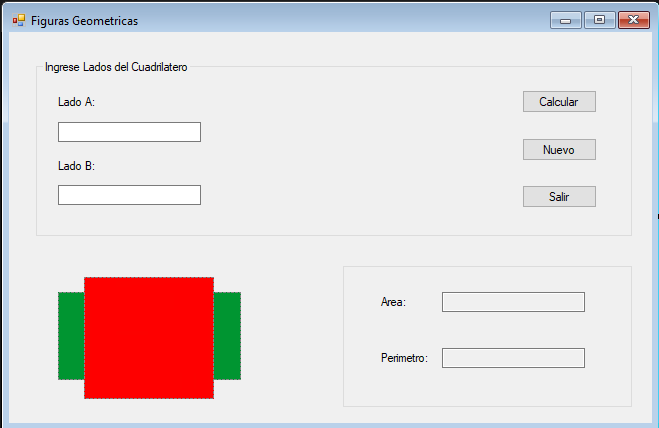 Figuras Geometricas
Ingrese Lados del Cuadrilatero
Lado A:
Calcular
Nuevo
Lado B:
Salir
Area:
Perimetro: